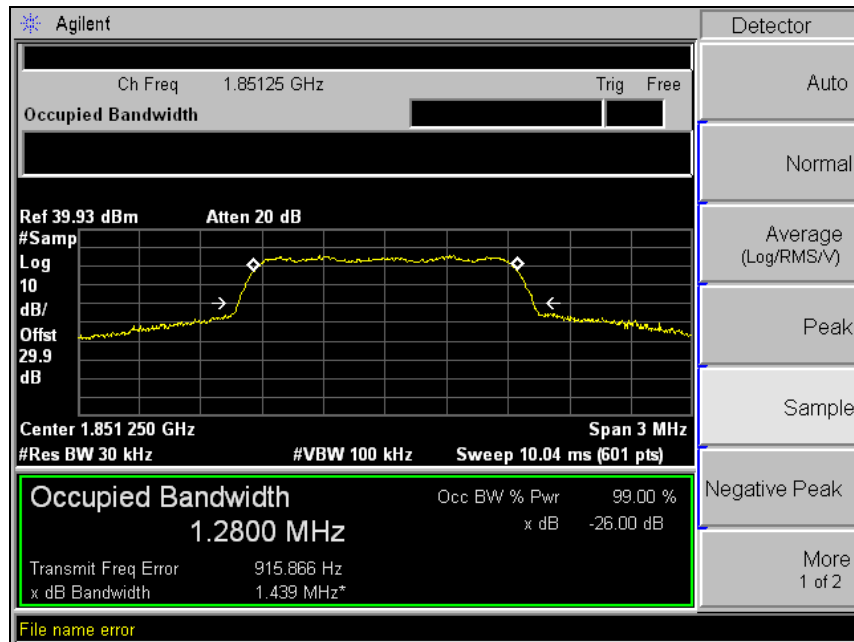 Agilent
Detector
Ch Freq 1.85125 GHz Trig Free
Occupied Bandwidth
Ref 39.93 dBm Atten 20 dB
#Samp
Log
10
dB/
Offst
29.9
dB
Center 1.851 250 GHz Span 3 MHz
#Res BW 30 kHz #VBW 100 kHz Sweep 10.04 ms (601 pts)
Occupied Bandwidth Occ BW % Pwr 99.00 %
1.2800 MHz x dB -26.00 dB
Transmit Freq Error 915.866 Hz
x dB Bandwidth 1.439 MHz*
File name error
Auto
Normal
Average
(Log/RMS/V)
Peak
Sample
Negative Peak
More
1 of 2